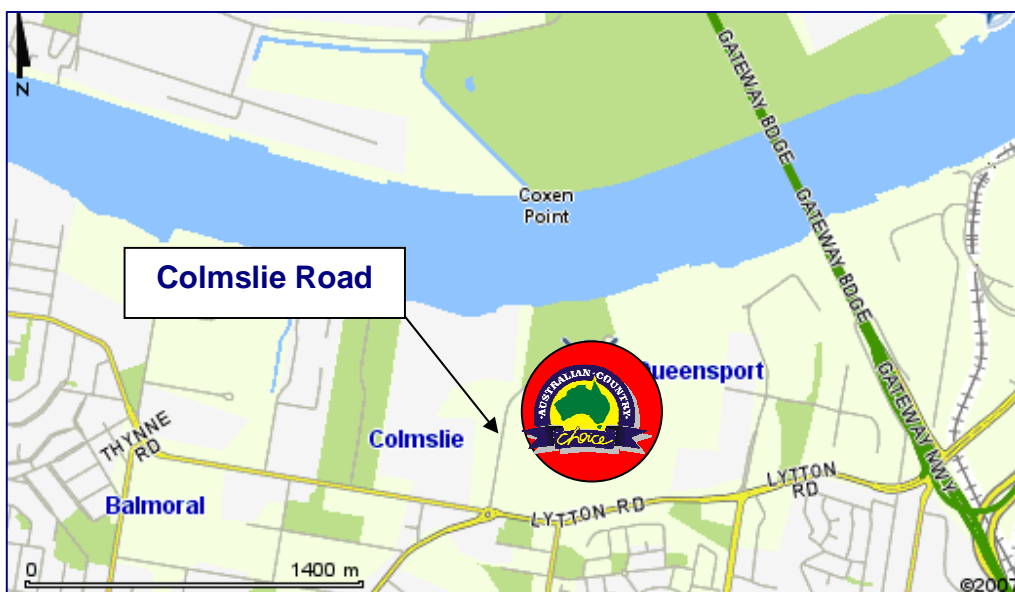 N
GATEWAY BDGE
GATEWAY BDGE
GATEWAY MWY
Coxen
Point
Colmslie Road
Queensport
AUSTRALIAN · COUNTRY
Choice
Colmslie
THYNNE
RD
Balmoral
LYTTON RD
LYTTON
RD
0 1400 m
©2007